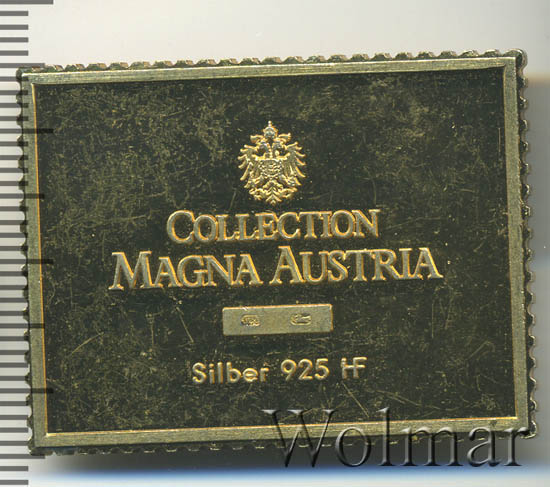 COLLECTION
MAGNA AUSTRIA
Silber 925 HF
Wolmar